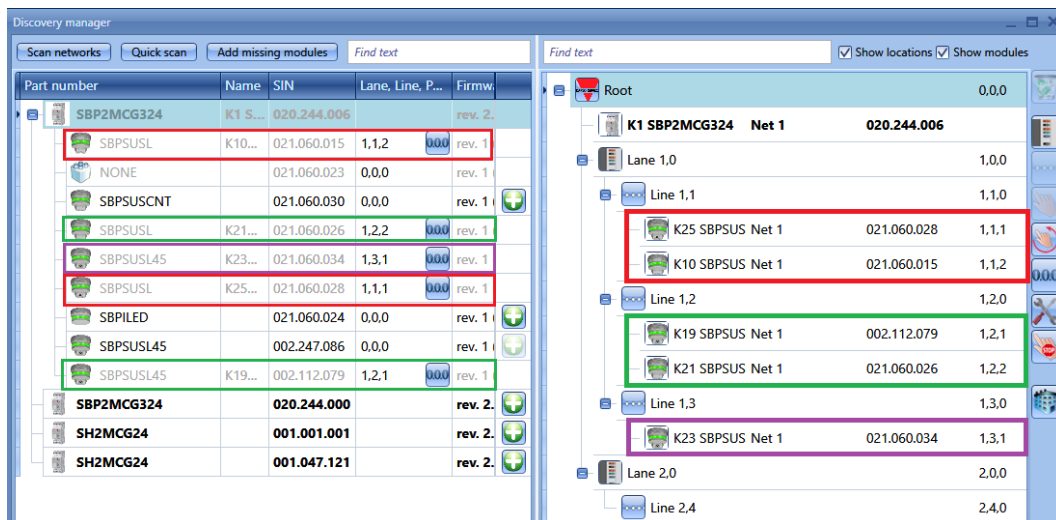 Discovery manager
Scan networks Quick scan Add missing modules Find text
Part number Name SIN Lane, Line, P... Firmw
SBP2MCG324 K1 S... 020.244.006 rev. 2.
SBPSUSL K10... 021.060.015 1,1,2 0.0.0 rev. 1
NONE 021.060.023 0,0,0 rev. 1
SBPSUSCNT 021.060.030 0,0,0 rev. 1
SBPSUSL K21... 021.060.026 1,2,2 0.0.0 rev. 1
SBPSUSL45 K23... 021.060.034 1,3,1 0.0.0 rev. 1
SBPSUSL K25... 021.060.028 1,1,1 0.0.0 rev. 1
SBPILED 021.060.024 0,0,0 rev. 1
SBPSUSL45 002.247.086 0,0,0 rev. 1
SBPSUSL45 K19... 002.112.079 1,2,1 0.0.0 rev. 1
SBP2MCG324 020.244.000 rev. 2.
SH2MCG24 001.001.001 rev. 2.
SH2MCG24 001.047.121 rev. 2.
Find text Show locations Show modules
Root 0,0,0
K1 SBP2MCG324 Net 1 020.244.006
Lane 1,0 1,0,0
Line 1,1 1,1,0
K25 SBPSUS Net 1 021.060.028 1,1,1
K10 SBPSUS Net 1 021.060.015 1,1,2
Line 1,2 1,2,0
K19 SBPSUS Net 1 002.112.079 1,2,1
K21 SBPSUS Net 1 021.060.026 1,2,2
Line 1,3 1,3,0
K23 SBPSUS Net 1 021.060.034 1,3,1
Lane 2,0 2,0,0
Line 2,4 2,4,0
0.0.0
STOP